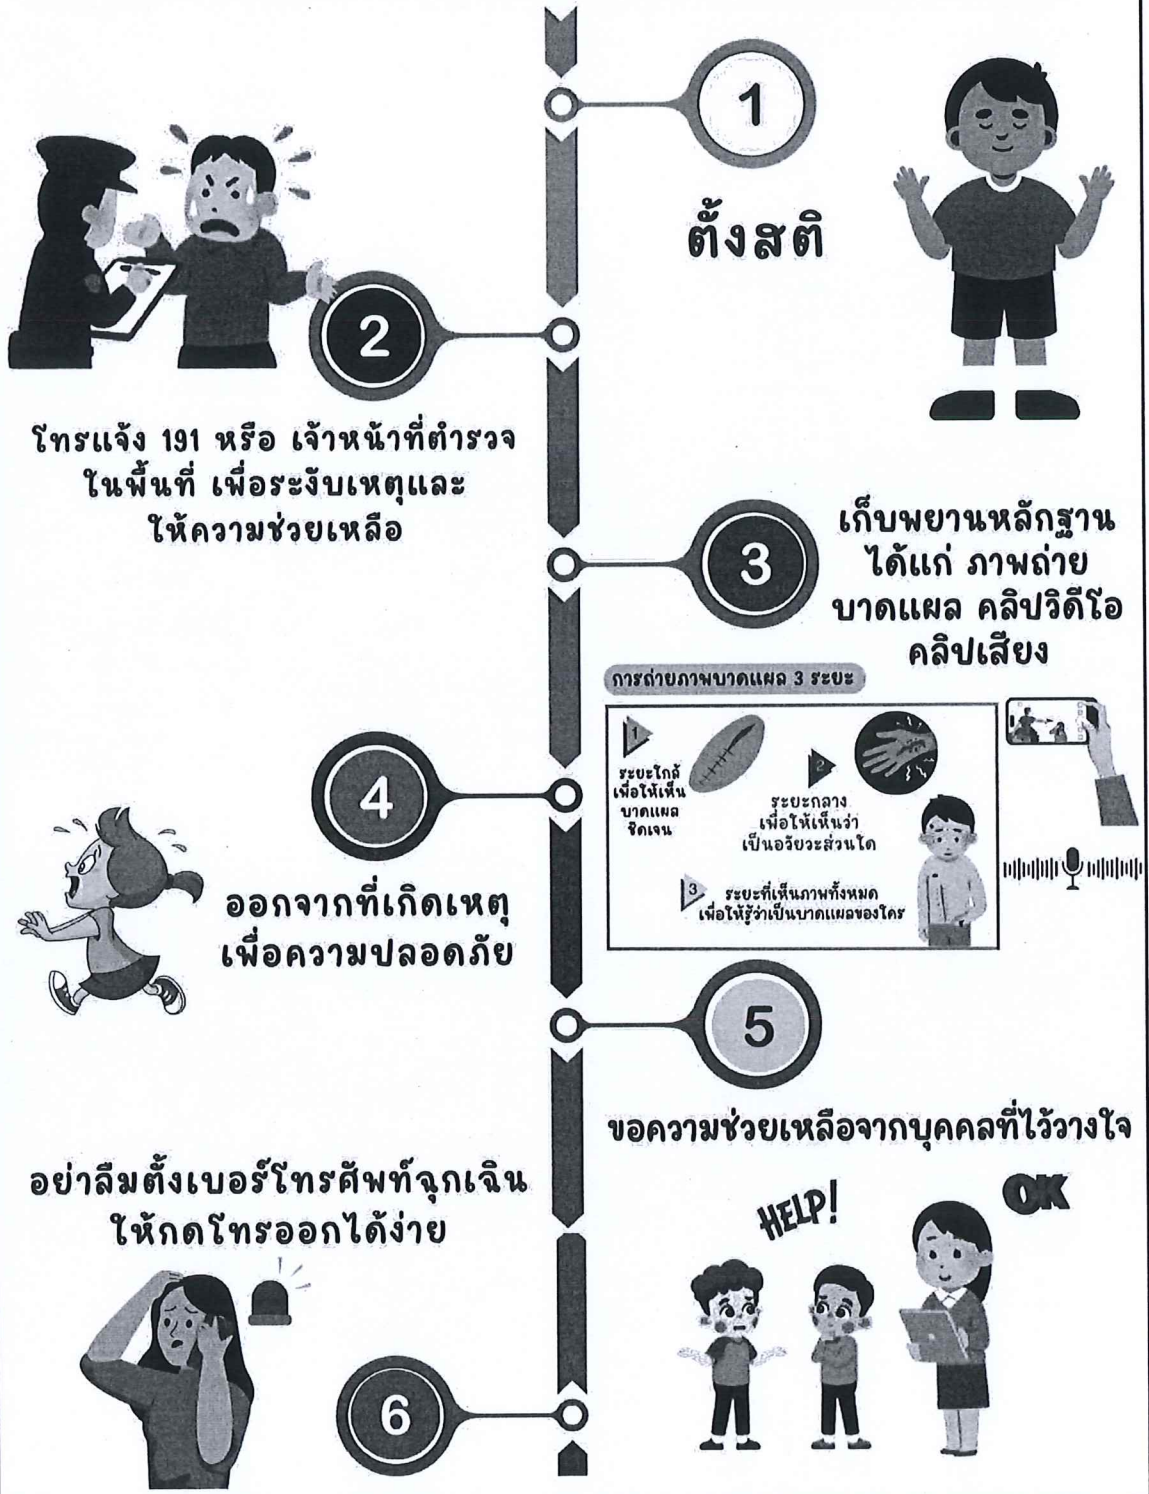 1
ตั้งสติ
2
โทรแจ้ง 191 หรือ เจ้าหน้าที่ตำรวจ
ในพื้นที่ เพื่อระงับเหตุและ
ให้ความช่วยเหลือ
3
เก็บพยานหลักฐาน
ได้แก่ ภาพถ่าย
บาดแผล คลิปวิดีโอ
คลิปเสียง
การถ่ายภาพบาดแผล 3 ระยะ
1
ระยะใกล้
เพื่อให้เห็น
บาดแผล
ชัดเจน
2
ระยะกลาง
เพื่อให้เห็นว่า
เป็นอวัยวะส่วนใด
3
ระยะที่เห็นภาพทั้งหมด
เพื่อให้รู้ว่าเป็นบาดแผลของใคร
4
ออกจากที่เกิดเหตุ
เพื่อความปลอดภัย
5
ขอความช่วยเหลือจากบุคคลที่ไว้วางใจ
HELP!
OK
อย่าลืมตั้งเบอร์โทรศัพท์ฉุกเฉิน
ให้กดโทรออกได้ง่าย
6